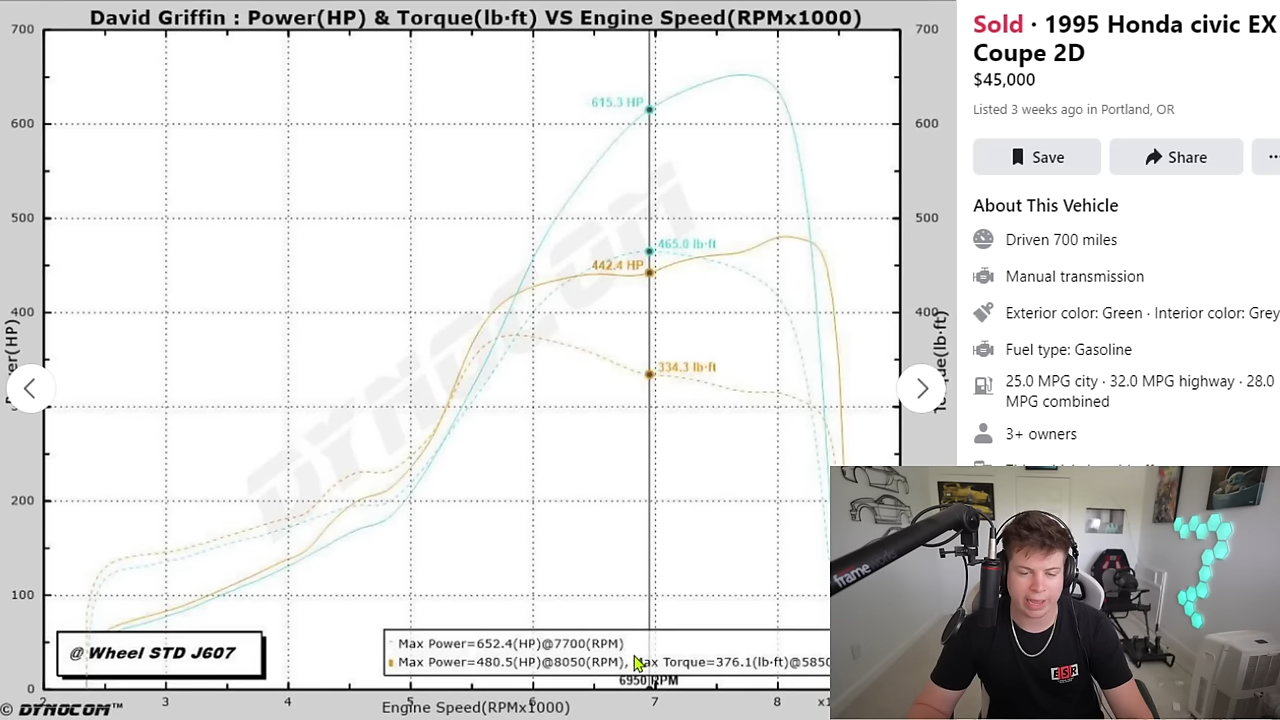 David Griffin : Power(HP) & Torque(lb·ft) VS Engine Speed(RPMx1000)
700
600
500
400
200
100
0
700
600
500
400
615.3 HP
465.0 lb·ft
442.4 HP
334.3 lb·ft
DYNOCOM
@ Wheel STD J607
Max Power=652.4(HP)@7700(RPM)
Max Power=480.5(HP)@8050(RPM), Max Torque=376.1(lb·ft)@5850
6950 RPM
2 3 4 5 6 7 8
Engine Speed(RPMx1000)
© DYNOCOM™
Sold · 1995 Honda civic EX
Coupe 2D
$45,000
Listed 3 weeks ago in Portland, OR
Save
Share
About This Vehicle
Driven 700 miles
Manual transmission
Exterior color: Green · Interior color: Grey
Fuel type: Gasoline
25.0 MPG city · 32.0 MPG highway · 28.0
MPG combined
3+ owners
frame
ESR